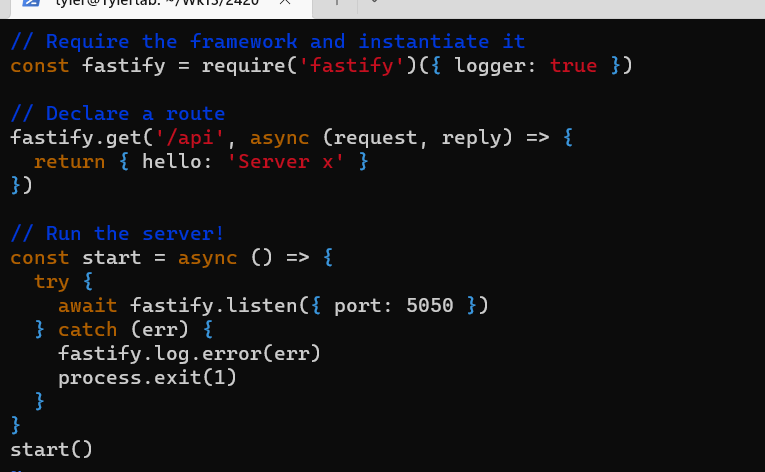 tyler@Tylerlab: ~/Wk13/2420
// Require the framework and instantiate it
const fastify = require('fastify')({ logger: true })
// Declare a route
fastify.get('/api', async (request, reply) => {
  return { hello: 'Server x' }
})
// Run the server!
const start = async () => {
  try {
    await fastify.listen({ port: 5050 })
  } catch (err) {
    fastify.log.error(err)
    process.exit(1)
  }
}
start()